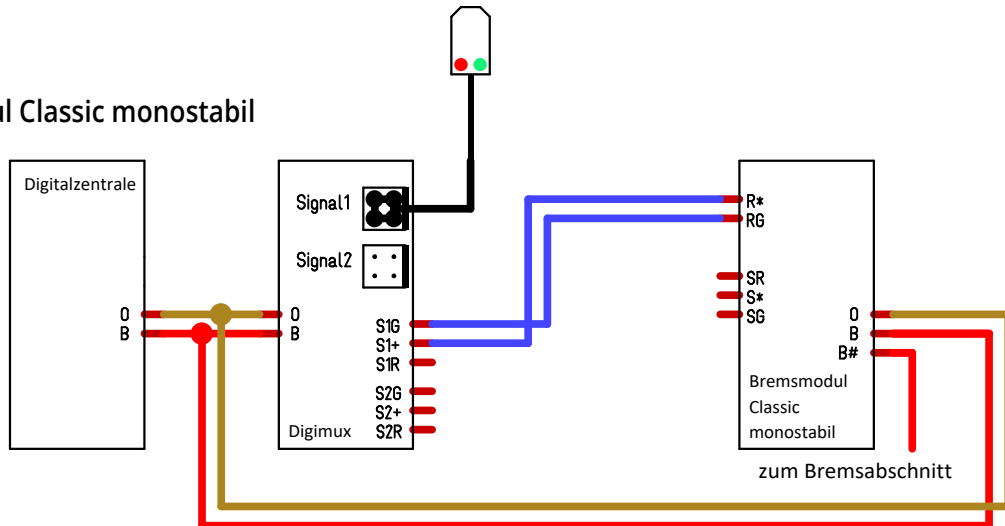 ul Classic monostabil
Digitalzentrale
O
B
Signal1
Signal2
O
B
S1G
S1+
S1R
S2G
S2+
S2R
Digimux
R*
RG
SR
S*
SG
O
B
B#
Bremsmodul
Classic
monostabil
zum Bremsabschnitt